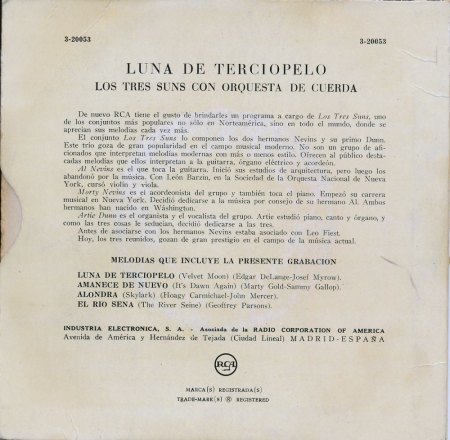 3-20053
3-20053
LUNA DE TERCIOPELO
LOS TRES SUNS CON ORQUESTA DE CUERDA
De nuevo RCA tiene el gusto de brindarles un programa a cargo de Los Tres Suns, uno
de los conjuntos más populares no sólo en Norteamérica, sino en todo el mundo, donde se
aprecian sus melodías cada vez más.
El conjunto Los Tres Suns lo componen los dos hermanos Nevins y su primo Dunn.
Este trío goza de gran popularidad en el campo musical moderno. No son un grupo de afi-
cionados que interpretan melodías modernas con más o menos estilo. Ofrecen al público desta-
cadas melodías que ellos interpretan a la guitarra, órgano eléctrico y acordeón.
Al Nevins es el que toca la guitarra. Inició sus estudios de arquitectura, pero luego los
abandonó por la música. Con León Barzin, en la Sociedad de la Orquesta Nacional de Nueva
York, cursó violín y viola.
Morty Nevins es el acordeonista del grupo y también toca el piano. Empezó su carrera
musical en Nueva York. Decidió dedicarse a la música por consejo de su hermano Al. Ambos
hermanos han nacido en Wáshington.
Artie Dunn es el organista y el vocalista del grupo. Artie estudió piano, canto y órgano, y
como las tres cosas le seducían, decidió dedicarse a las tres.
Antes de asociarse con los hermanos Nevins estaba asociado con Leo Fiest.
Hoy, los tres reunidos, gozan de gran prestigio en el campo de la música actual.
MELODIAS QUE INCLUYE LA PRESENTE GRABACION
LUNA DE TERCIOPELO (Velvet Moon) (Edgar DeLange-Josef Myrow).
AMANECE DE NUEVO (It's Dawn Again) (Marty Gold-Sammy Gallop).
ALONDRA (Skylark) (Hoagy Carmichael-John Mercer).
EL RIO SENA (The River Seine) (Geoffrey Parsons).
INDUSTRIA ELECTRONICA, S. A. - Asociada de la RADIO CORPORATION OF AMERICA
Avenida de América y Hernández de Tejada (Ciudad Lineal) MADRID-ESPAÑA
RCA
MARCA(S) REGISTRADA(S)
TRADE-MARK(S) ® REGISTERED